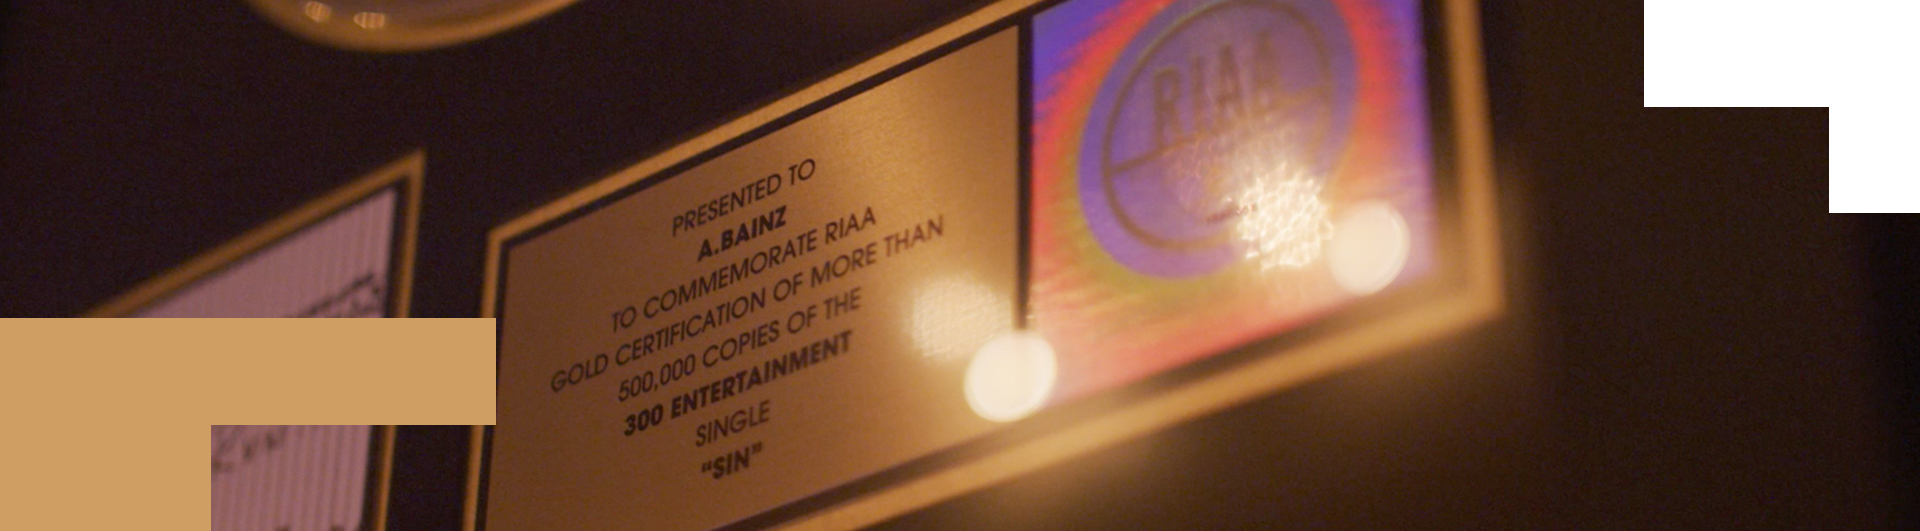 PRESENTED TO
A.BAINZ
TO COMMEMORATE RIAA
GOLD CERTIFICATION OF MORE THAN
500,000 COPIES OF THE
300 ENTERTAINMENT
SINGLE
“SIN”
RIAA